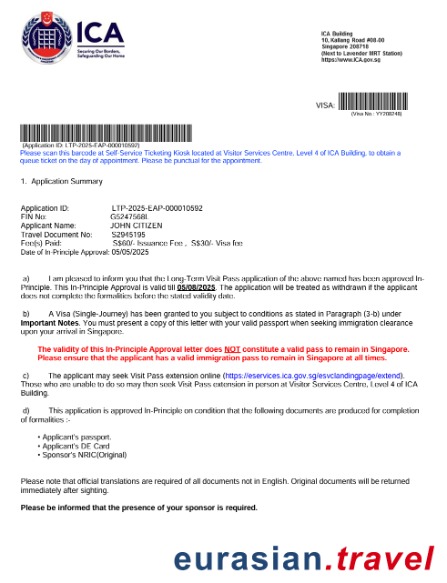 ICA
Securing Our Borders,
Safeguarding Our Home
ICA Building
10, Kallang Road #08-00
Singapore 208718
(Next to Lavender MRT Station)
https://www.ICA.gov.sg
VISA:
(Application ID: LTP-2025-EAP-000010592)
Please scan this barcode at Self-Service Ticketing Kiosk located at Visitor Services Centre, Level 4 of ICA Building, to obtain a
queue ticket on the day of appointment. Please be punctual for the appointment.
1. Application Summary
Application ID: LTP-2025-EAP-000010592
FIN No: G5247568L
Applicant Name: JOHN CITIZEN
Travel Document No: S2945195
Fee(s) Paid: S$60/- Issuance Fee , S$30/- Visa fee
Date of In-Principle Approval: 05/05/2025
a) I am pleased to inform you that the Long-Term Visit Pass application of the above named has been approved In-
Principle. This In-Principle Approval is valid till 05/08/2025. The application will be treated as withdrawn if the applicant
does not complete the formalities before the stated validity date.
b) A Visa (Single-Journey) has been granted to you subject to conditions as stated in Paragraph (3-b) under
Important Notes. You must present a copy of this letter with your valid passport when seeking immigration clearance
upon your arrival in Singapore.
The validity of this In-Principle Approval letter does NOT constitute a valid pass to remain in Singapore.
Please ensure that the applicant has a valid immigration pass to remain in Singapore at all times.
c) The applicant may seek Visit Pass extension online (https://eservices.ica.gov.sg/esvclandingpage/extend).
Those who are unable to do so may then seek Visit Pass extension in person at Visitor Services Centre, Level 4 of ICA
Building.
d) This application is approved In-Principle on condition that the following documents are produced for completion
of formalities :-
• Applicant's passport.
• Applicant's DE Card
• Sponsor's NRIC(Original)
Please note that official translations are required of all documents not in English. Original documents will be returned
immediately after sighting.
Please be informed that the presence of your sponsor is required.
eurasian.travel